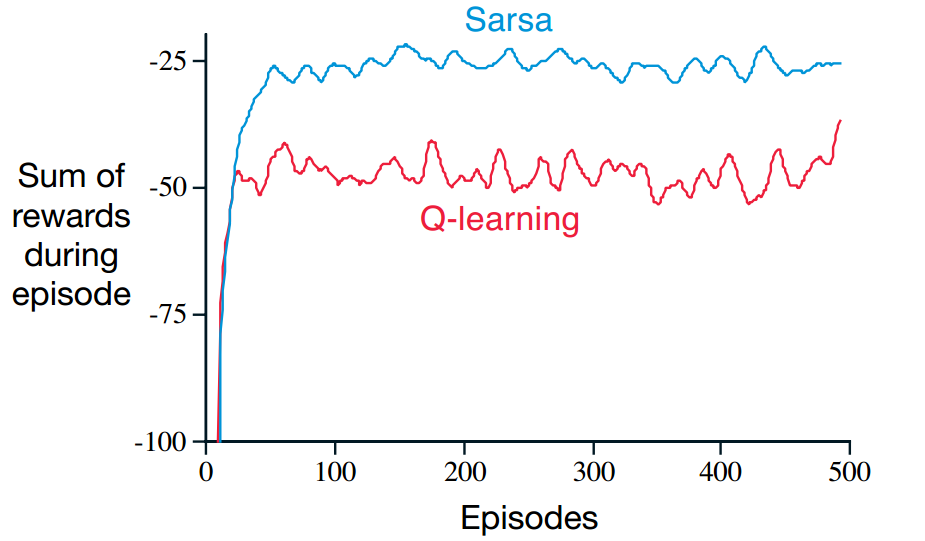 Sarsa
-25
-50
-75
-100
Sum of
rewards
during
episode
Q-learning
0 100 200 300 400 500
Episodes